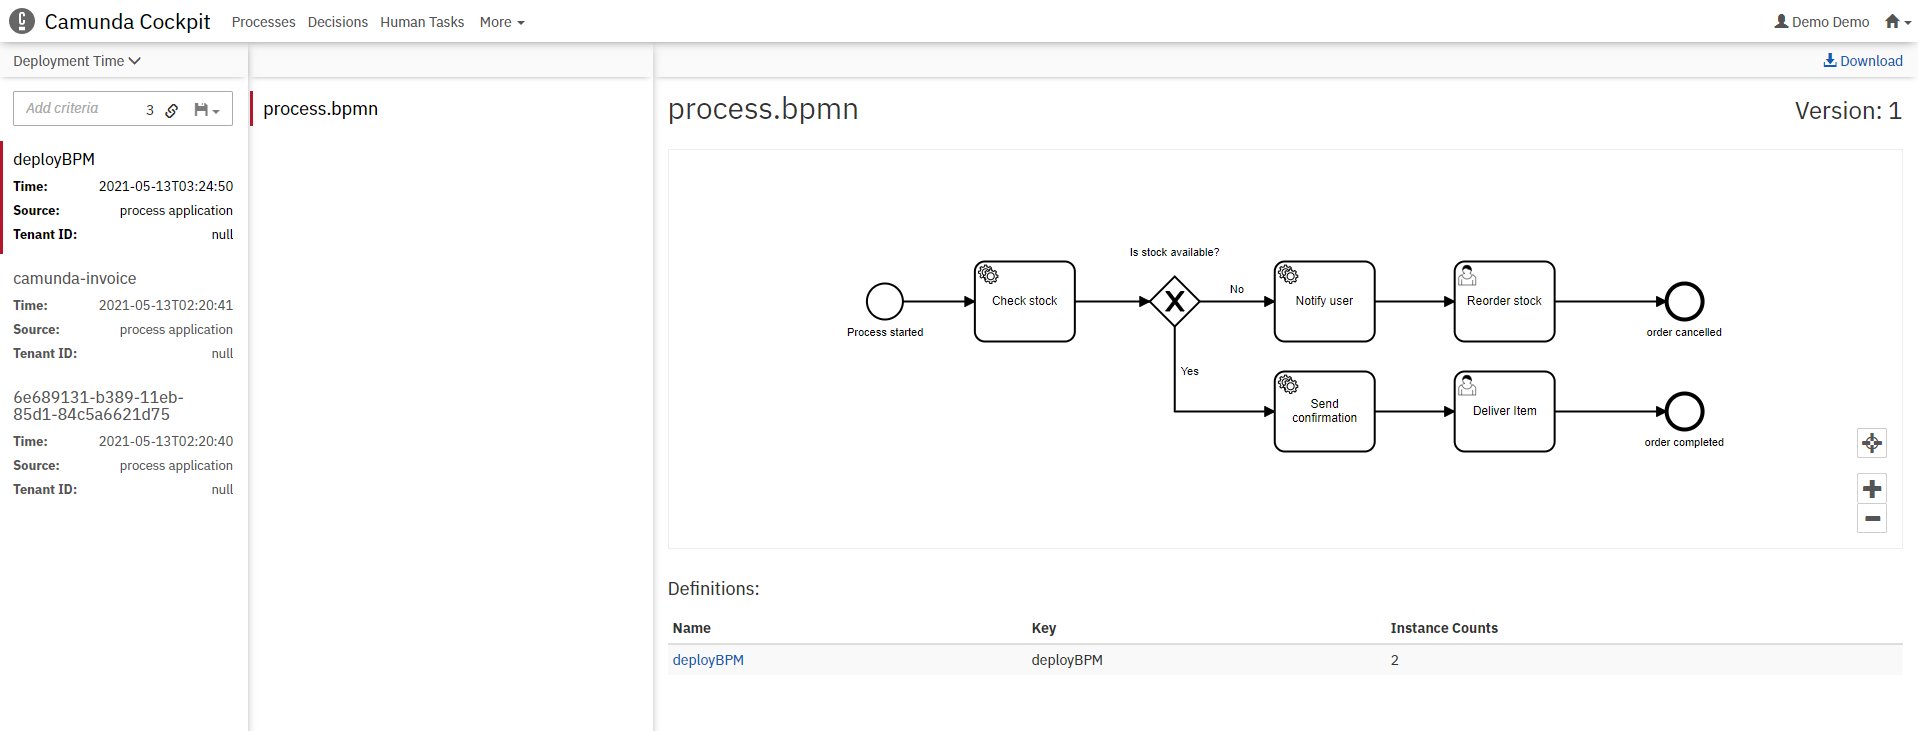 Camunda Cockpit Processes Decisions Human Tasks More Demo Demo
Deployment Time
Download
Add criteria 3
deployBPM
Time: 2021-05-13T03:24:50
Source: process application
Tenant ID: null
camunda-invoice
Time: 2021-05-13T02:20:41
Source: process application
Tenant ID: null
6e689131-b389-11eb-
85d1-84c5a6621d75
Time: 2021-05-13T02:20:40
Source: process application
Tenant ID: null
process.bpmn
process.bpmn
Version: 1
Process started
Check stock
Is stock available?
No
Notify user
Reorder stock
order cancelled
Yes
Send
confirmation
Deliver Item
order completed
Definitions:
Name Key Instance Counts
deployBPM deployBPM 2